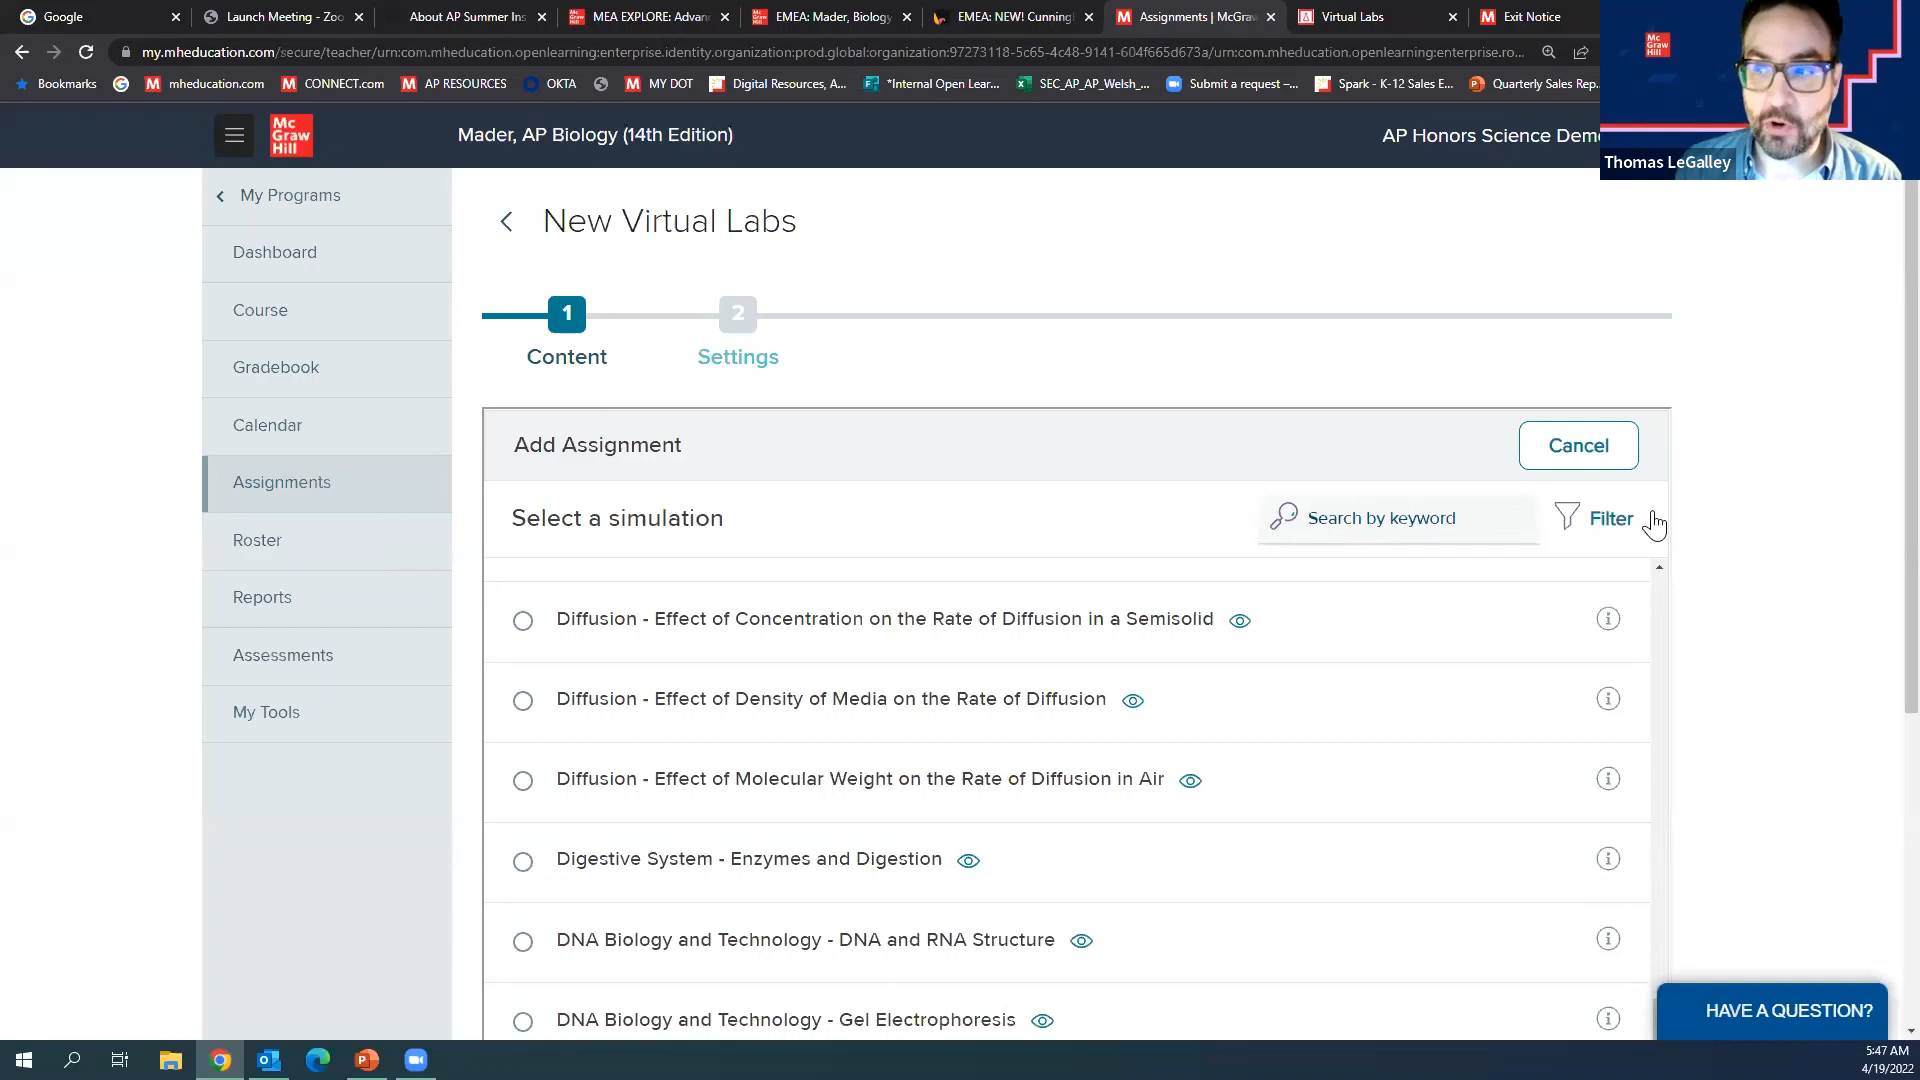 Google
Launch Meeting - Zoo
About AP Summer Ins
MEA EXPLORE: Advan
EMEA: Mader, Biology
EMEA: NEW! Cunning
Assignments | McGraw
Virtual Labs
Exit Notice
my.mheducation.com/secure/teacher/urn:com.mheducation.openlearning:enterprise.identity.organization:prod.global:organization:97273118-5c65-4c48-9141-604f665d673a/urn:com.mheducation.openlearning:enterprise.ro...
Bookmarks
mheducation.com
CONNECT.com
AP RESOURCES
OKTA
MY DOT
Digital Resources, A...
*Internal Open Lear...
SEC_AP_AP_Welsh_...
Submit a request –...
Spark - K-12 Sales E...
Quarterly Sales Rep...
Mc
Graw
Hill
Mader, AP Biology (14th Edition)
AP Honors Science Dem
Mc
Graw
Hill
Thomas LeGalley
My Programs
Dashboard
Course
Gradebook
Calendar
Assignments
Roster
Reports
Assessments
My Tools
New Virtual Labs
1
2
Content
Settings
Add Assignment
Cancel
Select a simulation
Search by keyword
Filter
Diffusion - Effect of Concentration on the Rate of Diffusion in a Semisolid
Diffusion - Effect of Density of Media on the Rate of Diffusion
Diffusion - Effect of Molecular Weight on the Rate of Diffusion in Air
Digestive System - Enzymes and Digestion
DNA Biology and Technology - DNA and RNA Structure
DNA Biology and Technology - Gel Electrophoresis
HAVE A QUESTION?
5:47 AM
4/19/2022